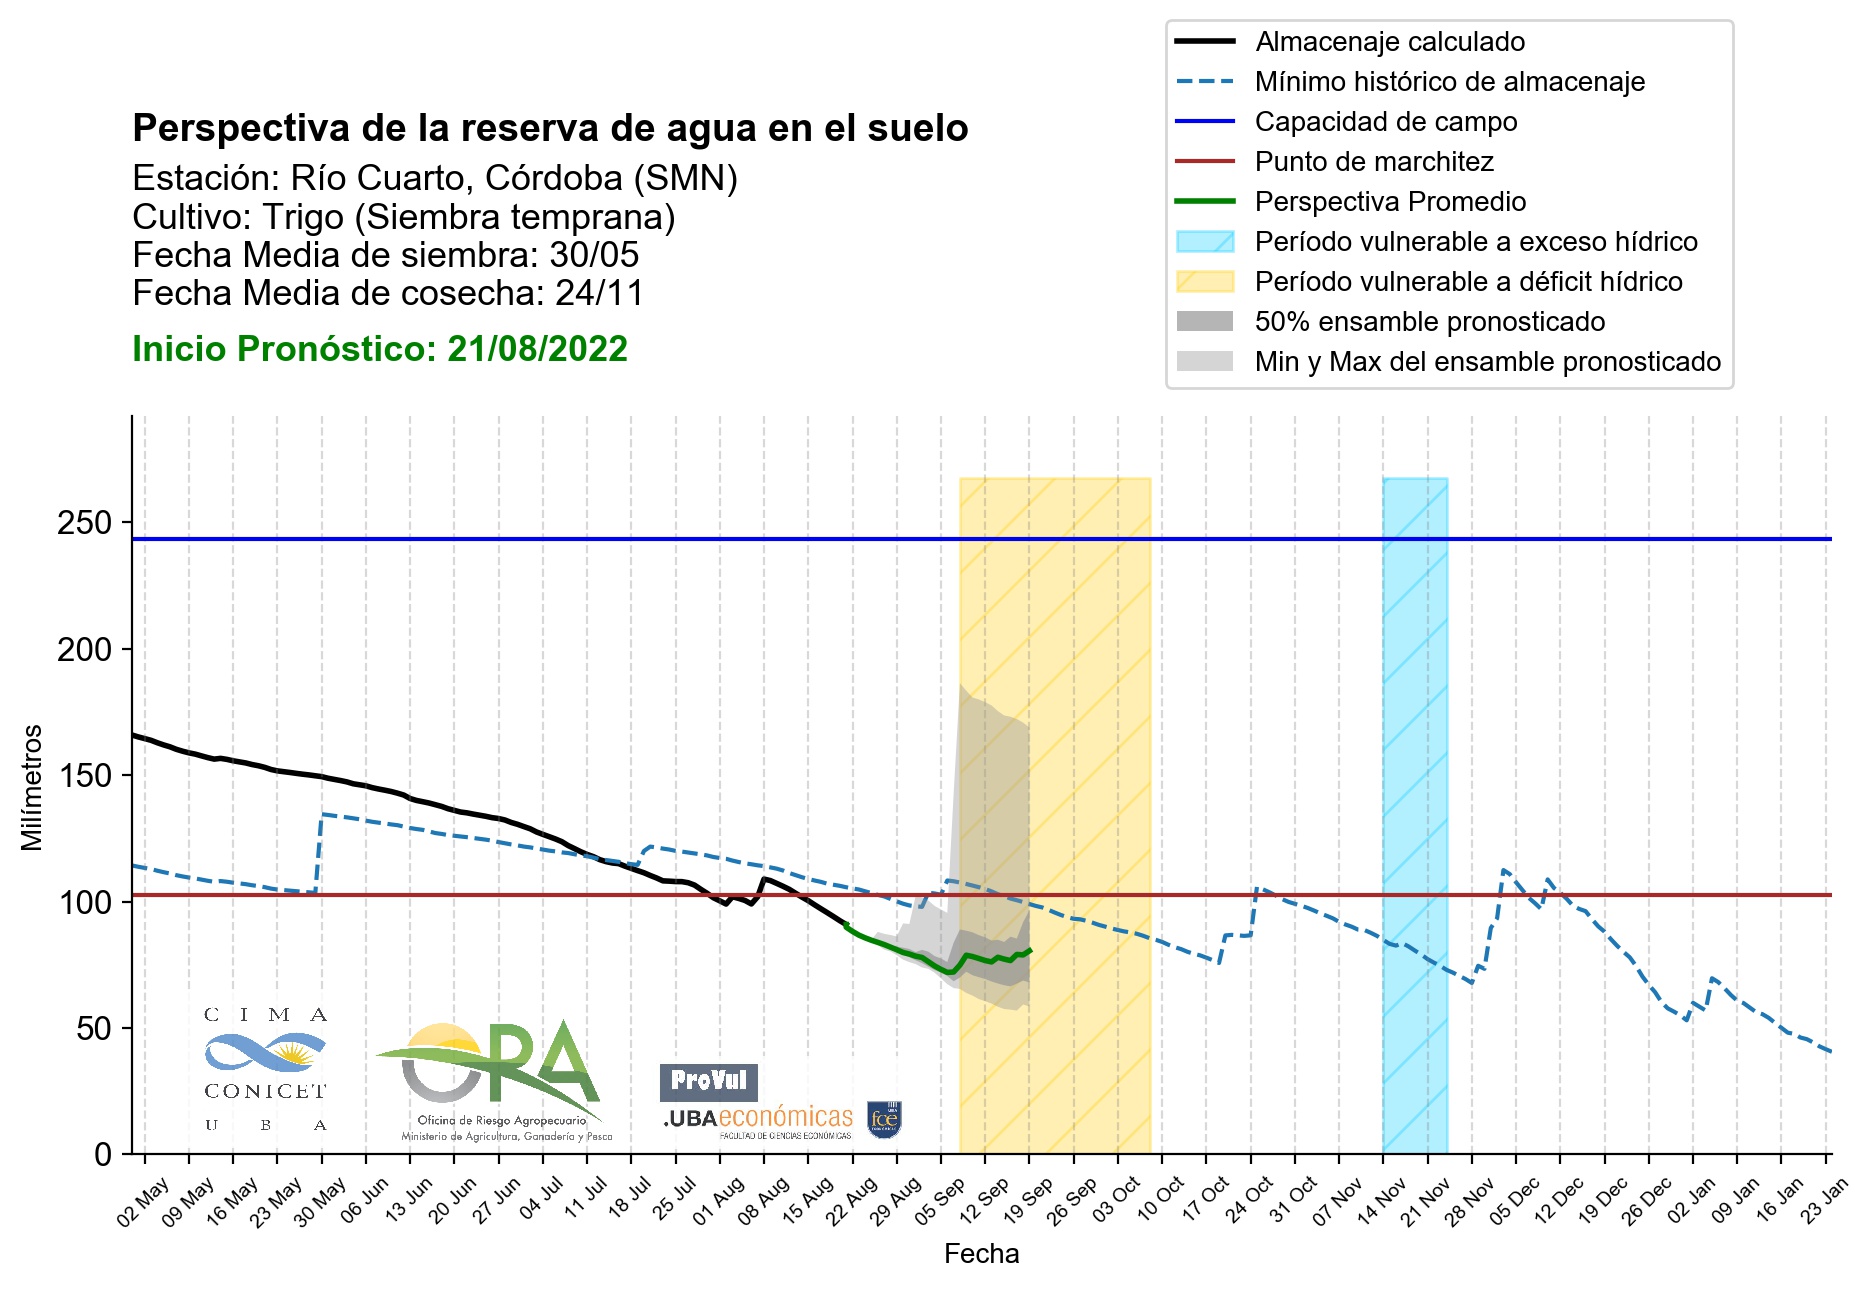 Almacenaje calculado
Mínimo histórico de almacenaje
Capacidad de campo
Punto de marchitez
Perspectiva Promedio
Período vulnerable a exceso hídrico
Período vulnerable a déficit hídrico
50% ensamble pronosticado
Min y Max del ensamble pronosticado
Perspectiva de la reserva de agua en el suelo
Estación: Río Cuarto, Córdoba (SMN)
Cultivo: Trigo (Siembra temprana)
Fecha Media de siembra: 30/05
Fecha Media de cosecha: 24/11
Inicio Pronóstico: 21/08/2022
250
200
150
100
50
0
Milímetros
CIMA
CONICET
UBA
ORA
Oficina de Riesgo Agropecuario
Ministerio de Agricultura, Ganadería y Pesca
ProVul
.UBAeconómicas
FACULTAD DE CIENCIAS ECONÓMICAS
fce
02 May
09 May
16 May
23 May
30 May
06 Jun
13 Jun
20 Jun
27 Jun
04 Jul
11 Jul
18 Jul
25 Jul
01 Aug
08 Aug
15 Aug
22 Aug
29 Aug
05 Sep
12 Sep
19 Sep
26 Sep
03 Oct
10 Oct
17 Oct
24 Oct
31 Oct
07 Nov
14 Nov
21 Nov
28 Nov
05 Dec
12 Dec
19 Dec
26 Dec
02 Jan
09 Jan
16 Jan
23 Jan
Fecha